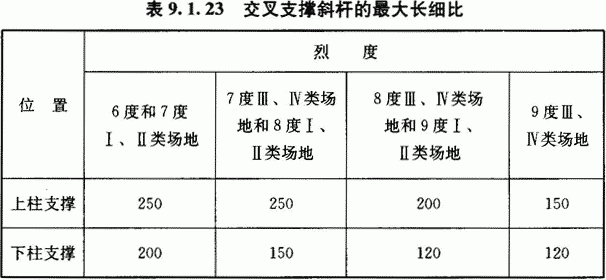 表 9.1.23 交叉支撑斜杆的最大长细比
位 置
烈 度
6度和7度
Ⅰ、Ⅱ类场地
7度Ⅲ、Ⅳ类场
地和8度Ⅰ、
Ⅱ类场地
8度Ⅲ、Ⅳ类场
地和9度Ⅰ、
Ⅱ类场地
9度Ⅲ、
Ⅳ类场地
上柱支撑 250 250 200 150
下柱支撑 200 150 120 120